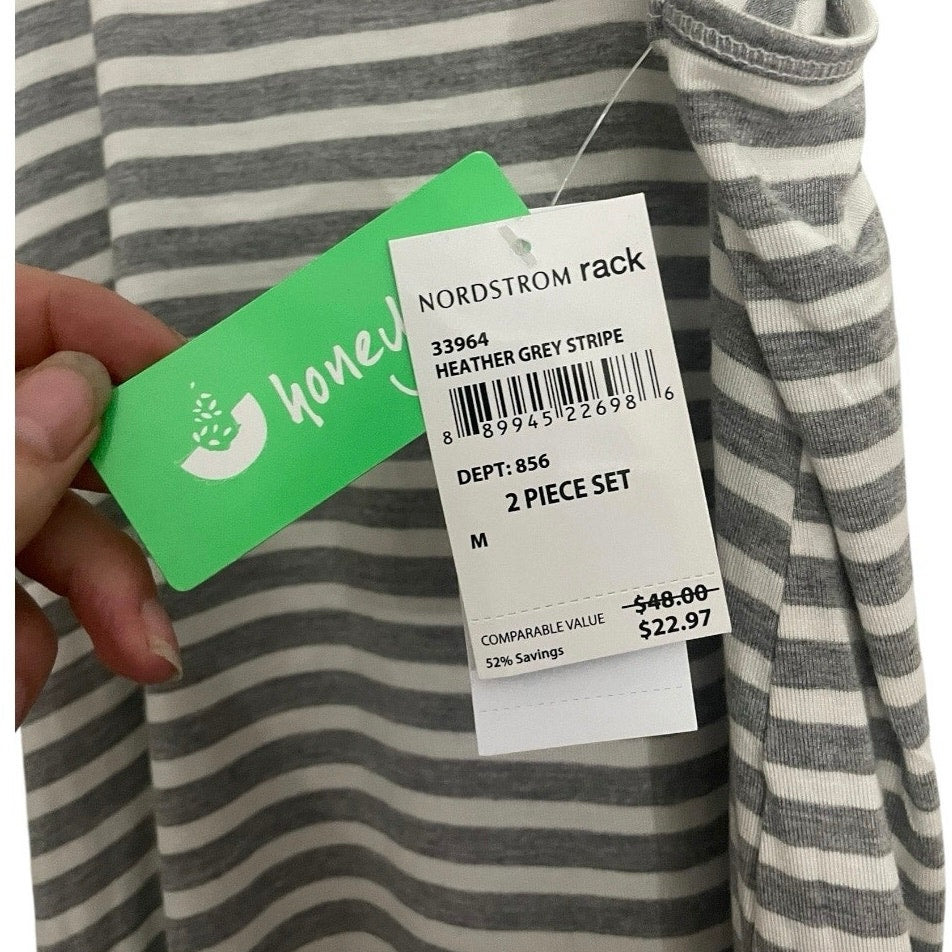 honey
NORDSTROM rack
33964
HEATHER GREY STRIPE
8 89945 22698 6
DEPT: 856
2 PIECE SET
M
$48.00
COMPARABLE VALUE $22.97
52% Savings